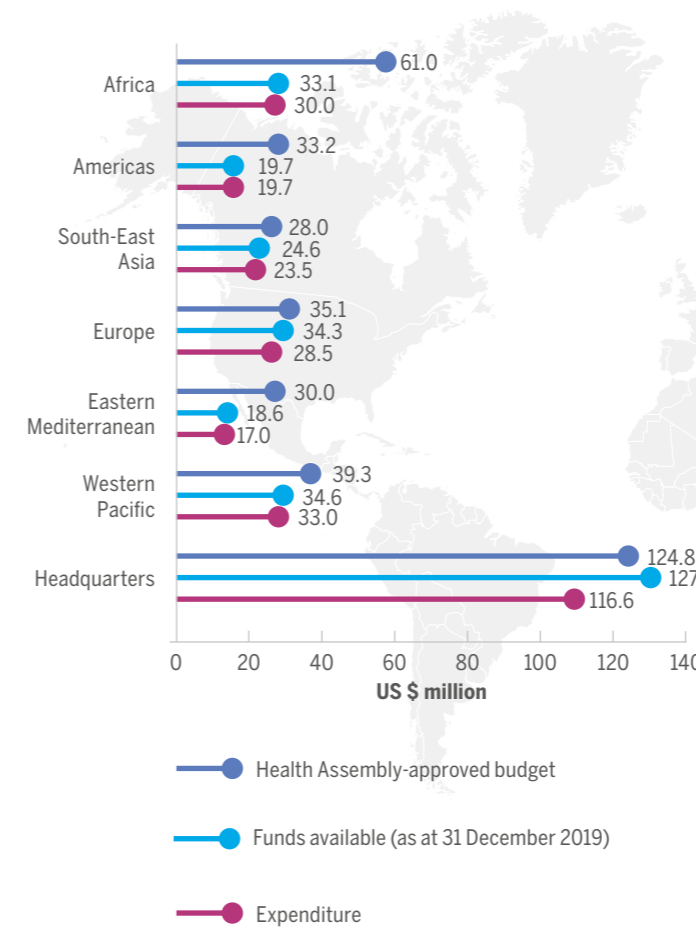 61.0
Africa
33.1
30.0
33.2
Americas
19.7
19.7
28.0
South-East
Asia
24.6
23.5
35.1
Europe
34.3
28.5
30.0
Eastern
Mediterranean
18.6
17.0
39.3
Western
Pacific
34.6
33.0
124.8
Headquarters
127
116.6
0 20 40 60 80 100 120
US $ million
Health Assembly-approved budget
Funds available (as at 31 December 2019)
Expenditure